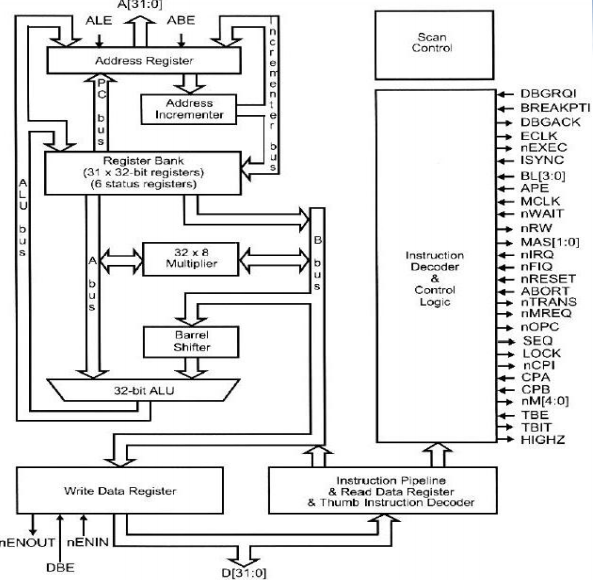 A[31:0]
ALE
ABE
Address Register
Address
Incrementer
Incrementer bus
PC bus
Register Bank
(31 x 32-bit registers)
(6 status registers)
ALU bus
A bus
B bus
32 x 8
Multiplier
Barrel
Shifter
32-bit ALU
Write Data Register
Instruction Pipeline
& Read Data Register
& Thumb Instruction Decoder
nENOUT
nENIN
DBE
D[31:0]
Scan
Control
Instruction
Decoder
&
Control
Logic
DBGRQI
BREAKPTI
DBGACK
ECLK
nEXEC
ISYNC
BL[3:0]
APE
MCLK
nWAIT
nRW
MAS[1:0]
nIRQ
nFIQ
nRESET
ABORT
nTRANS
nMREQ
nOPC
SEQ
LOCK
nCPI
CPA
CPB
nM[4:0]
TBE
TBIT
HIGHZ